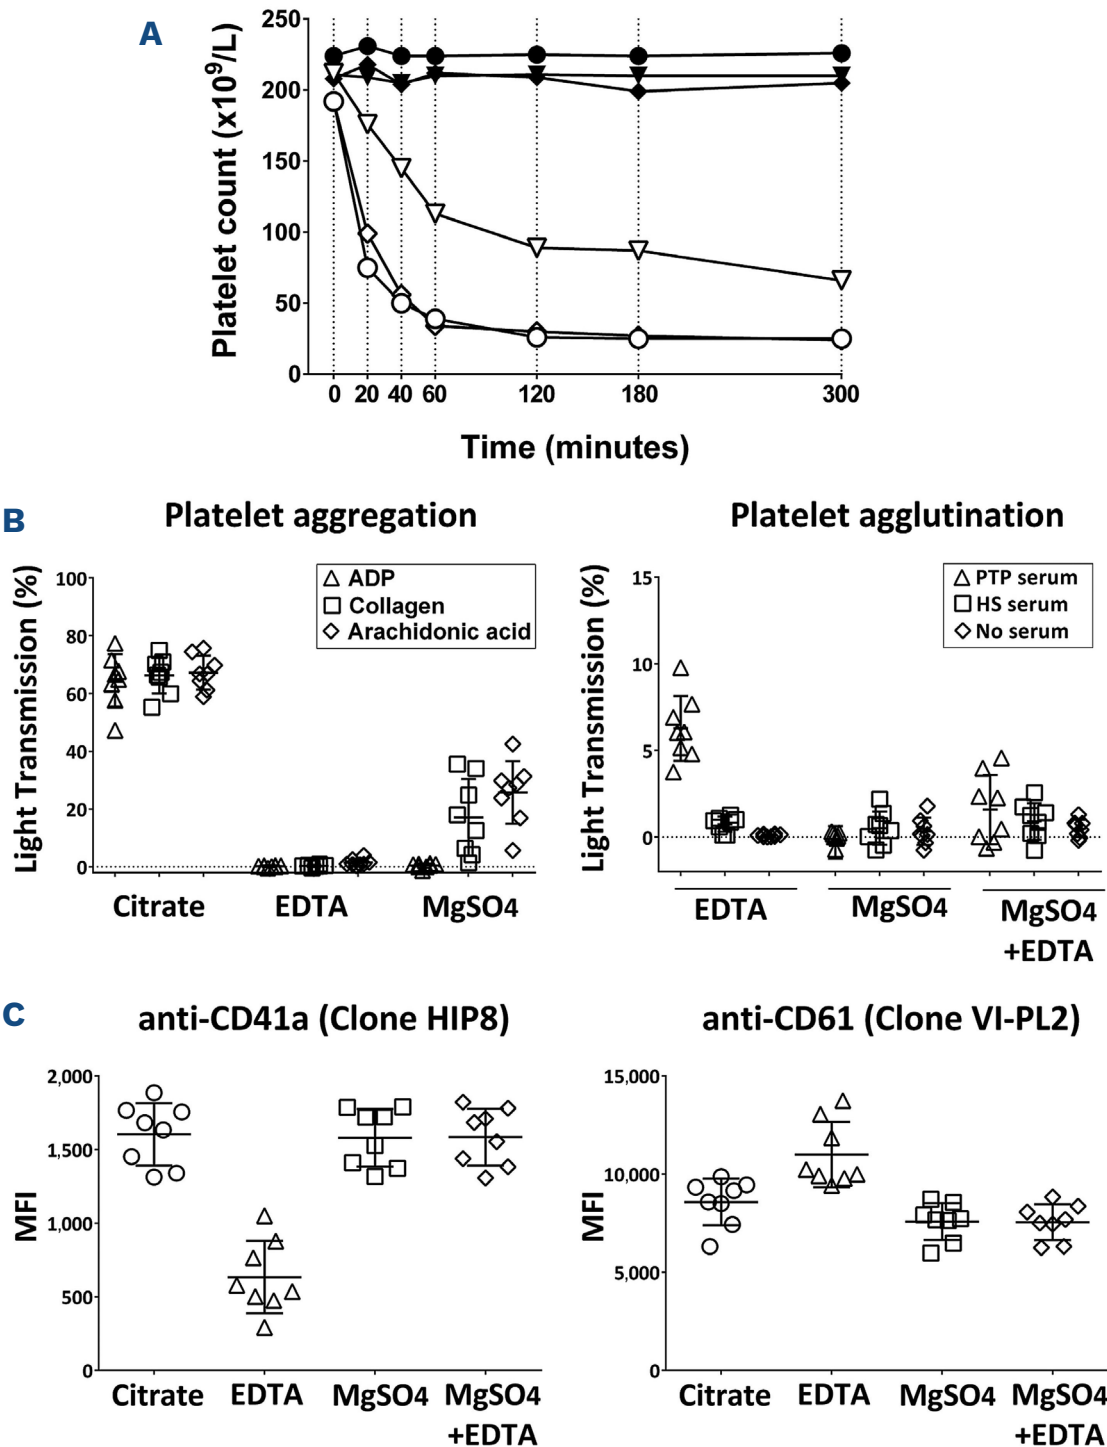 A
Platelet count (x10⁹/L)
250
200
150
100
50
0
0 20 40 60 120 180 300
Time (minutes)
B
Platelet aggregation
Light Transmission (%)
100
80
60
40
20
0
ADP
Collagen
Arachidonic acid
Citrate EDTA MgSO4
Platelet agglutination
Light Transmission (%)
15
10
5
0
PTP serum
HS serum
No serum
EDTA MgSO4 MgSO4
+EDTA
C
anti-CD41a (Clone HIP8)
MFI
2,000
1,500
1,000
500
0
Citrate EDTA MgSO4 MgSO4
+EDTA
anti-CD61 (Clone VI-PL2)
MFI
15,000
10,000
5,000
0
Citrate EDTA MgSO4 MgSO4
+EDTA